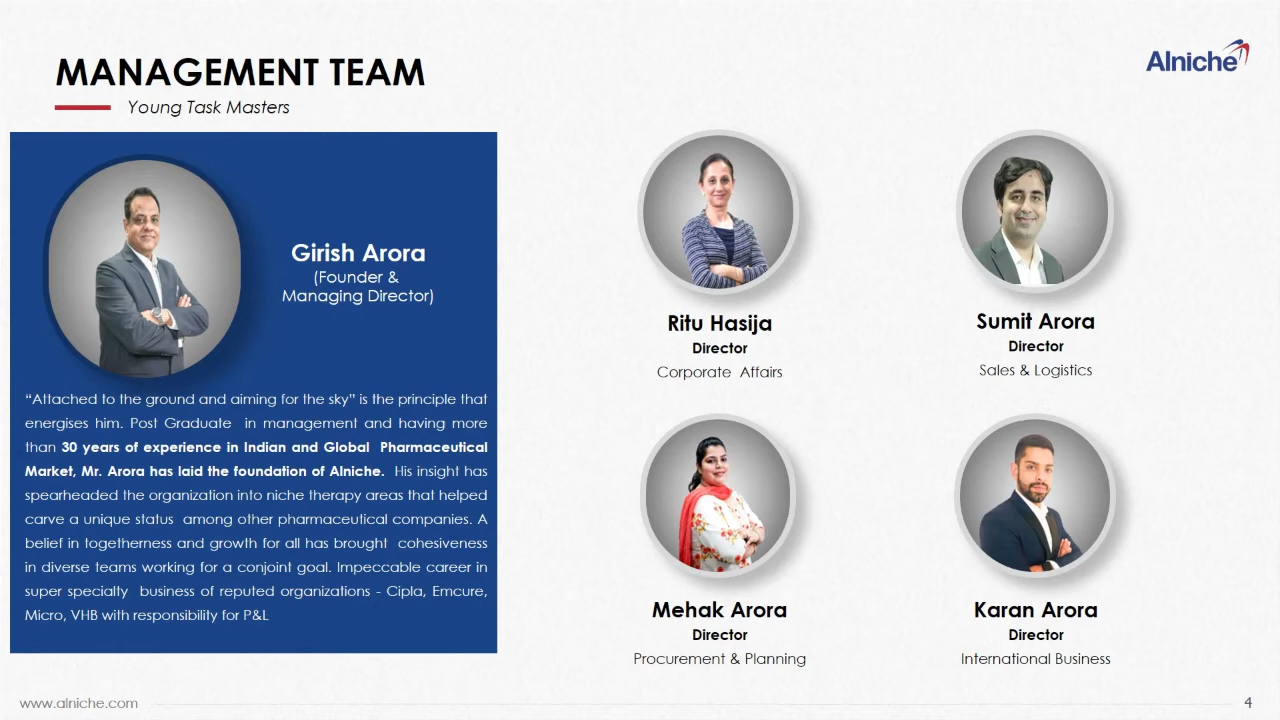 MANAGEMENT TEAM
Young Task Masters
Alniche
Girish Arora
(Founder &
Managing Director)
“Attached to the ground and aiming for the sky” is the principle that
energises him. Post Graduate in management and having more
than 30 years of experience in Indian and Global Pharmaceutical
Market, Mr. Arora has laid the foundation of Alniche. His insight has
spearheaded the organization into niche therapy areas that helped
carve a unique status among other pharmaceutical companies. A
belief in togetherness and growth for all has brought cohesiveness
in diverse teams working for a conjoint goal. Impeccable career in
super specialty business of reputed organizations - Cipla, Emcure,
Micro, VHB with responsibility for P&L
Ritu Hasija
Director
Corporate Affairs
Sumit Arora
Director
Sales & Logistics
Mehak Arora
Director
Procurement & Planning
Karan Arora
Director
International Business
www.alniche.com
4